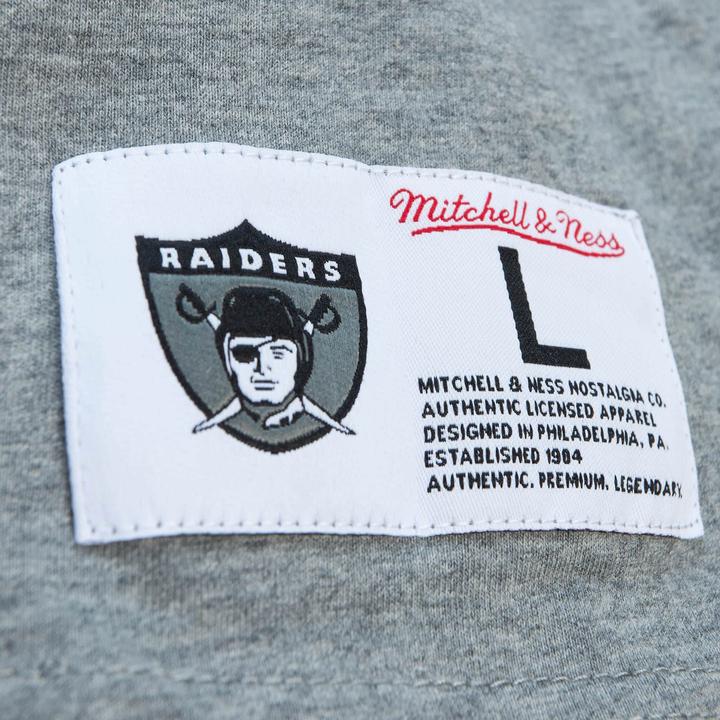 RAIDERS
Mitchell & Ness
L
MITCHELL & NESS NOSTALGIA CO.
AUTHENTIC LICENSED APPAREL
DESIGNED IN PHILADELPHIA, PA.
ESTABLISHED 1904
AUTHENTIC. PREMIUM. LEGENDARY.